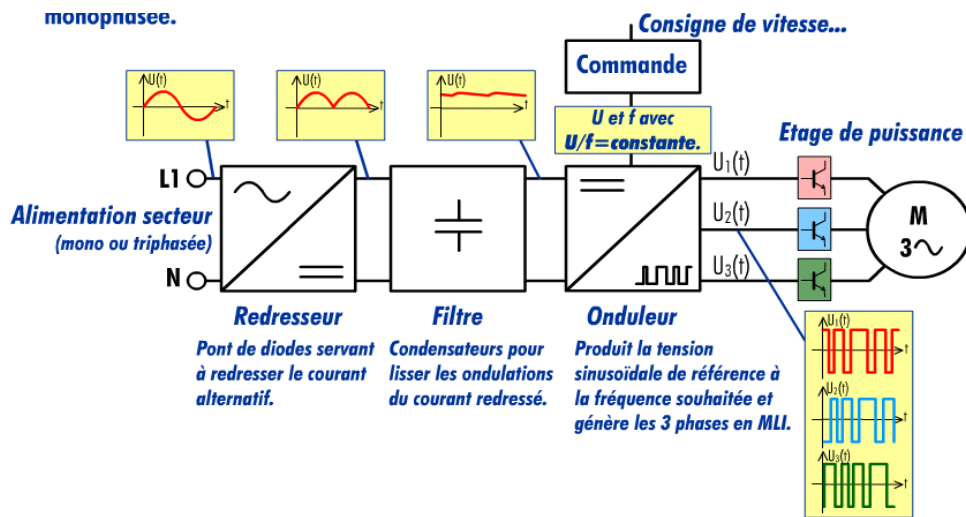 monophasée.
Consigne de vitesse...
Commande
U(t)
t
U(t)
t
U(t)
t
U et f avec
U/f=constante.
Etage de puissance
L1
Alimentation secteur
(mono ou triphasée)
N
U1(t)
U2(t)
U3(t)
M
3
Redresseur
Pont de diodes servant
à redresser le courant
alternatif.
Filtre
Condensateurs pour
lisser les ondulations
du courant redressé.
Onduleur
Produit la tension
sinusoïdale de référence à
la fréquence souhaitée et
génère les 3 phases en MLI.
U1(t)
t
U2(t)
t
U3(t)
t